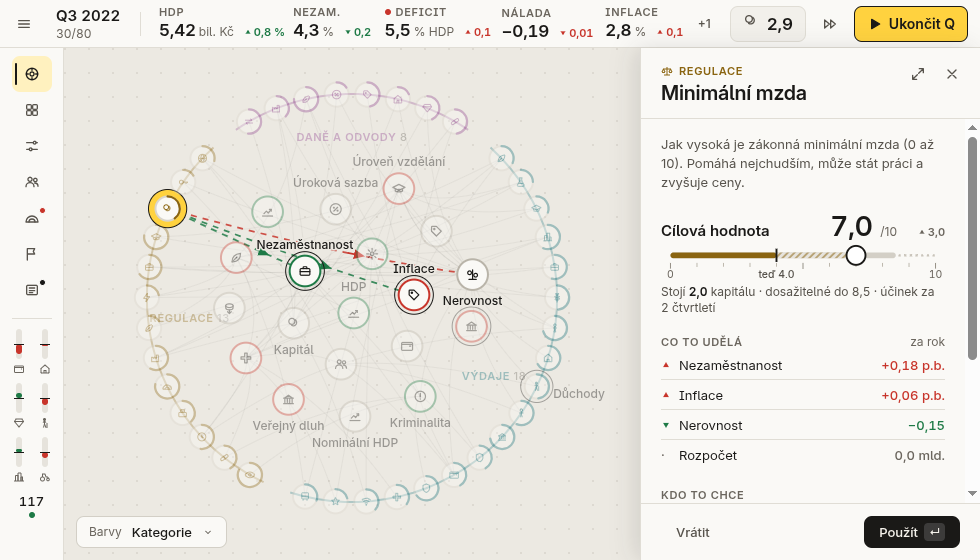 Q3 2022
30/80
HDP
5,42 bil. Kč 0,8 %
NEZAM.
4,3 % 0,2
DEFICIT
5,5 % HDP 0,1
NÁLADA
−0,19 0,01
INFLACE
2,8 % 0,1
+1
2,9
Ukončit Q
117
DANĚ A ODVODY 8
Úroveň vzdělání
Úroková sazba
Nezaměstnanost
Inflace
HDP
Nerovnost
REGULACE 13
Kapitál
VÝDAJE 18
Důchody
Veřejný dluh
Kriminalita
Nominální HDP
Barvy Kategorie
REGULACE
Minimální mzda
Jak vysoká je zákonná minimální mzda (0 až
10). Pomáhá nejchudším, může stát práci a
zvyšuje ceny.
Cílová hodnota 7,0 /10 3,0
0 teď 4.0 10
Stojí 2,0 kapitálu · dosažitelné do 8,5 · účinek za
2 čtvrtletí
CO TO UDĚLÁ za rok
Nezaměstnanost +0,18 p.b.
Inflace +0,06 p.b.
Nerovnost −0,15
Rozpočet 0,0 mld.
KDO TO CHCE
Vrátit
Použít